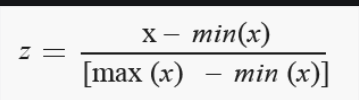 z = x − min(x) / [max (x) − min (x)]